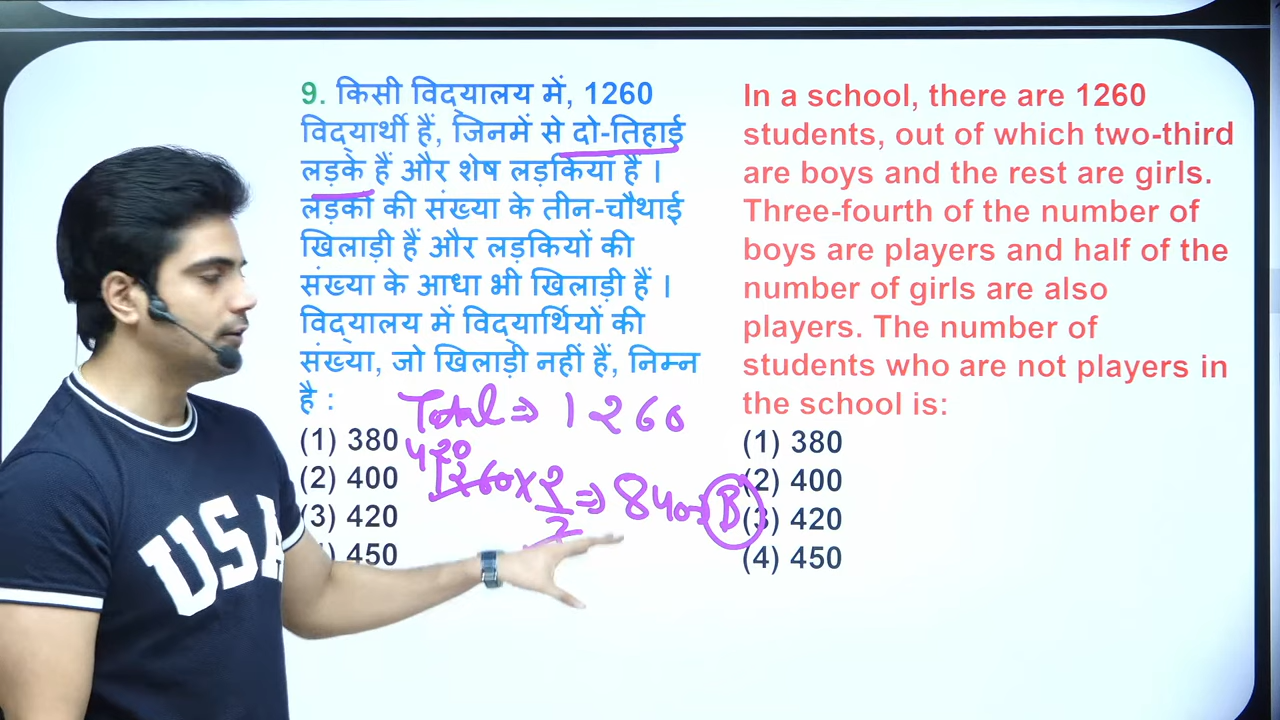 9. किसी विद्यालय में, 1260
विद्यार्थी हैं, जिनमें से दो-तिहाई
लड़के हैं और शेष लड़कियां हैं ।
लड़कों की संख्या के तीन-चौथाई
खिलाड़ी हैं और लड़कियों की
संख्या के आधा भी खिलाड़ी हैं ।
विद्यालय में विद्यार्थियों की
संख्या, जो खिलाड़ी नहीं हैं, निम्न
है :
(1) 380
(2) 400
(3) 420
450
Total ⇒ 1260
420
1260 × 2/3 ⇒ 840 → B
In a school, there are 1260
students, out of which two-third
are boys and the rest are girls.
Three-fourth of the number of
boys are players and half of the
number of girls are also
players. The number of
students who are not players in
the school is:
(1) 380
(2) 400
(3) 420
(4) 450
USA